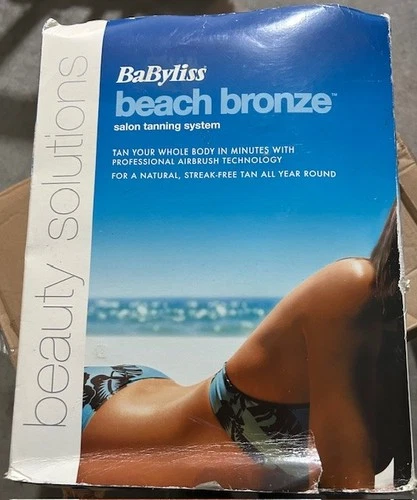 beauty solutions
BaByliss
beach bronze™
salon tanning system
TAN YOUR WHOLE BODY IN MINUTES WITH
PROFESSIONAL AIRBRUSH TECHNOLOGY
FOR A NATURAL, STREAK-FREE TAN ALL YEAR ROUND